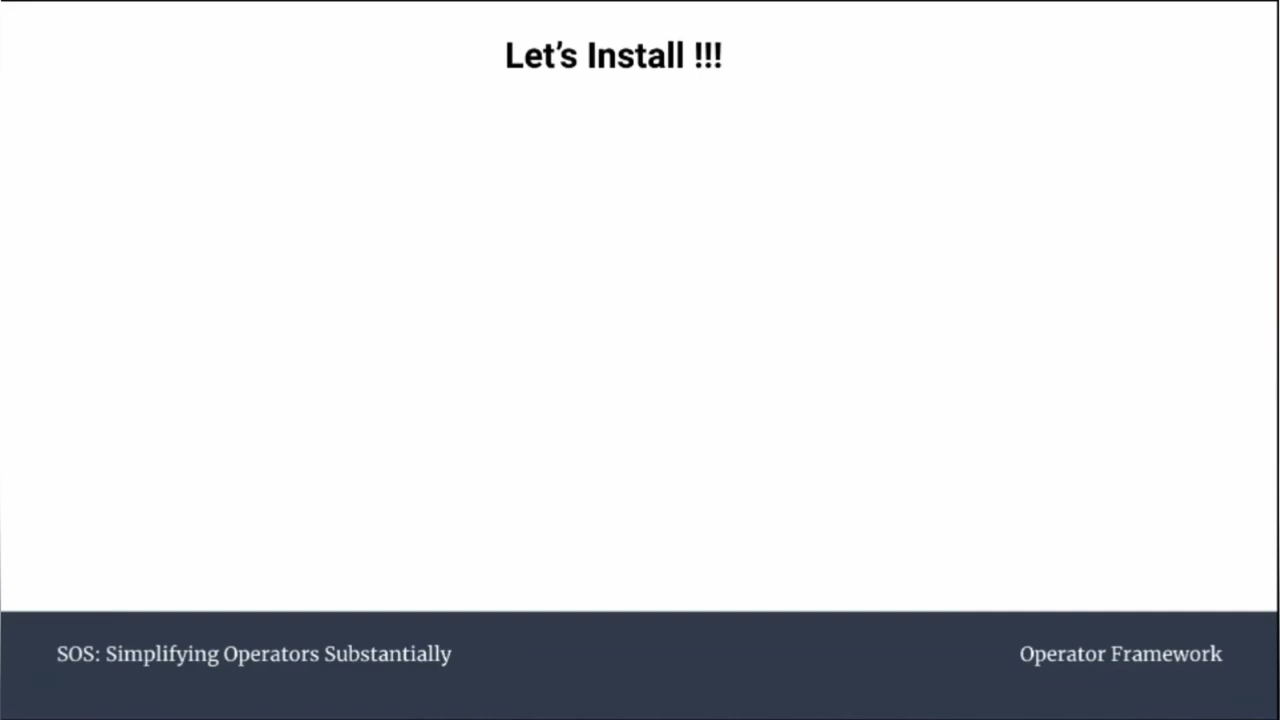 Let’s Install !!!
SOS: Simplifying Operators Substantially
Operator Framework